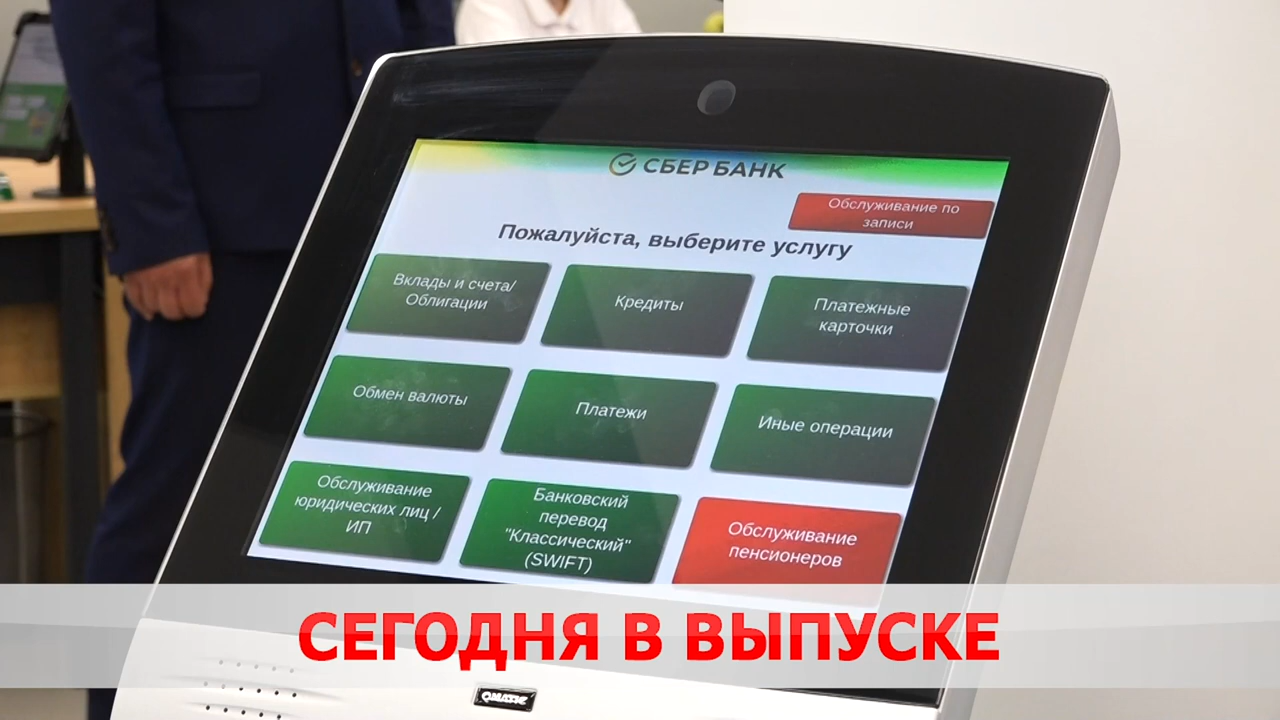 СБЕР БАНК
Обслуживание по
записи
Пожалуйста, выберите услугу
Вклады и счета/
Облигации
Кредиты
Платежные
карточки
Обмен валюты
Платежи
Иные операции
Обслуживание
юридических лиц /
ИП
Банковский
перевод
"Классический"
(SWIFT)
Обслуживание
пенсионеров
СЕГОДНЯ В ВЫПУСКЕ
QMATIC